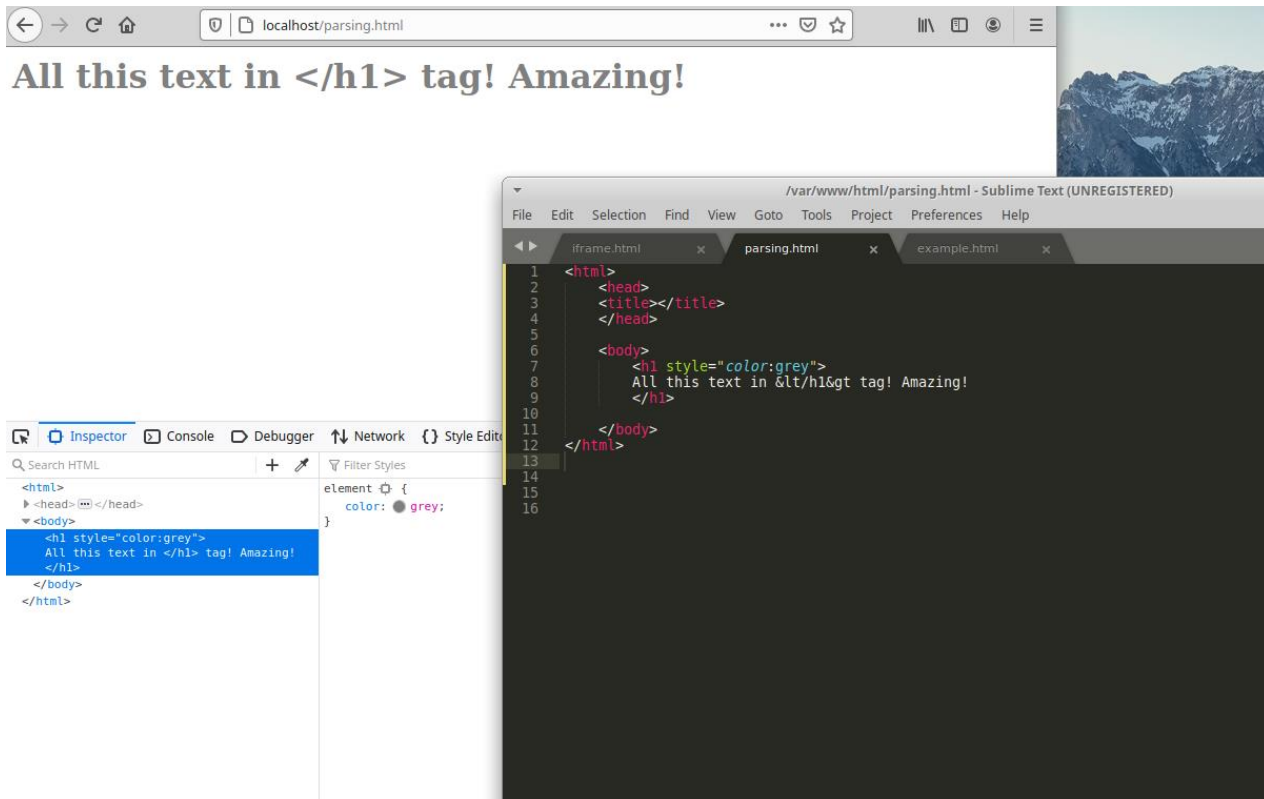 localhost/parsing.html
All this text in </h1> tag! Amazing!
/var/www/html/parsing.html - Sublime Text (UNREGISTERED)
File Edit Selection Find View Goto Tools Project Preferences Help
iframe.html × parsing.html × example.html ×
1 <html>
2 <head>
3 <title></title>
4 </head>
5
6 <body>
7 <h1 style="color:grey">
8 All this text in &lt/h1&gt tag! Amazing!
9 </h1>
10
11 </body>
12 </html>
13
14
15
16
Inspector Console Debugger Network {} Style Edito
Search HTML + Filter Styles
<html>
<head> ••• </head>
<body>
<h1 style="color:grey">
All this text in </h1> tag! Amazing!
</h1>
</body>
</html>
element {
color: grey;
}